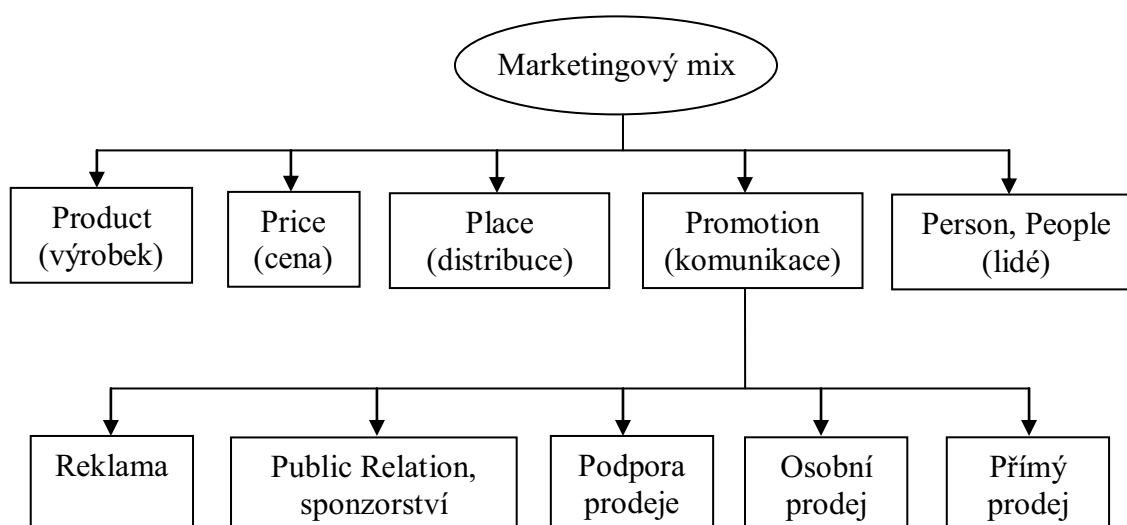 Marketingový mix
Product
(výrobek)
Price
(cena)
Place
(distribuce)
Promotion
(komunikace)
Person, People
(lidé)
Reklama
Public Relation,
sponzorství
Podpora
prodeje
Osobní
prodej
Přímý
prodej